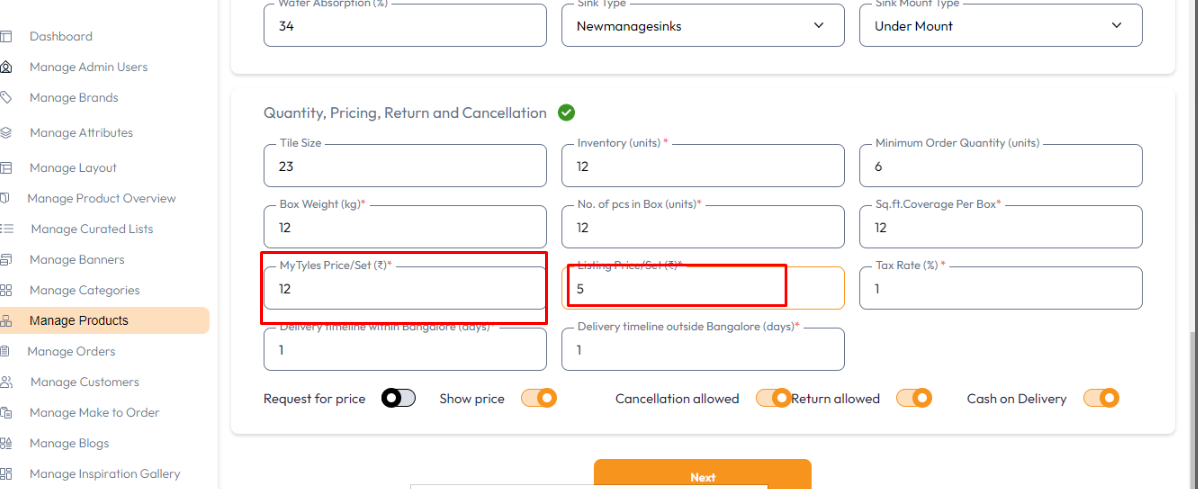 Water Absorption (%)
34
Sink Type
Newmanagesinks
Sink Mount Type
Under Mount
Dashboard
Manage Admin Users
Manage Brands
Manage Attributes
Manage Layout
Manage Product Overview
Manage Curated Lists
Manage Banners
Manage Categories
Manage Products
Manage Orders
Manage Customers
Manage Make to Order
Manage Blogs
Manage Inspiration Gallery
Quantity, Pricing, Return and Cancellation
Tile Size
23
Inventory (units) *
12
Minimum Order Quantity (units)
6
Box Weight (kg)*
12
No. of pcs in Box (units)*
12
Sq.ft.Coverage Per Box*
12
MyTyles Price/Set (₹)*
12
Listing Price/Set (₹)*
5
Tax Rate (%) *
1
Delivery timeline within Bangalore (days)*
1
Delivery timeline outside Bangalore (days)*
1
Request for price
Show price
Cancellation allowed
Return allowed
Cash on Delivery
Next